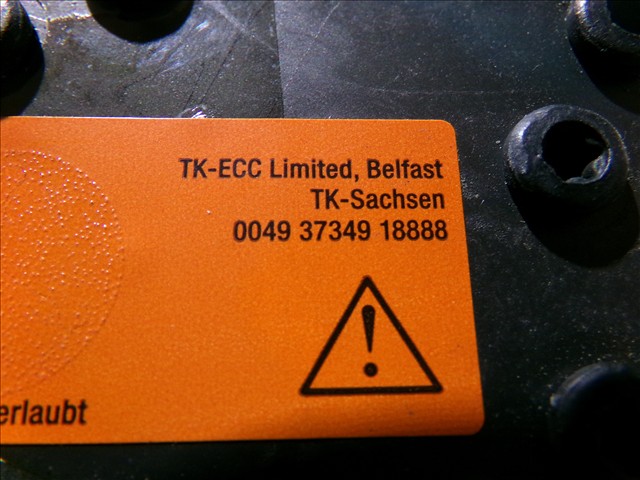 TK-ECC Limited, Belfast
TK-Sachsen
0049 37349 18888
erlaubt